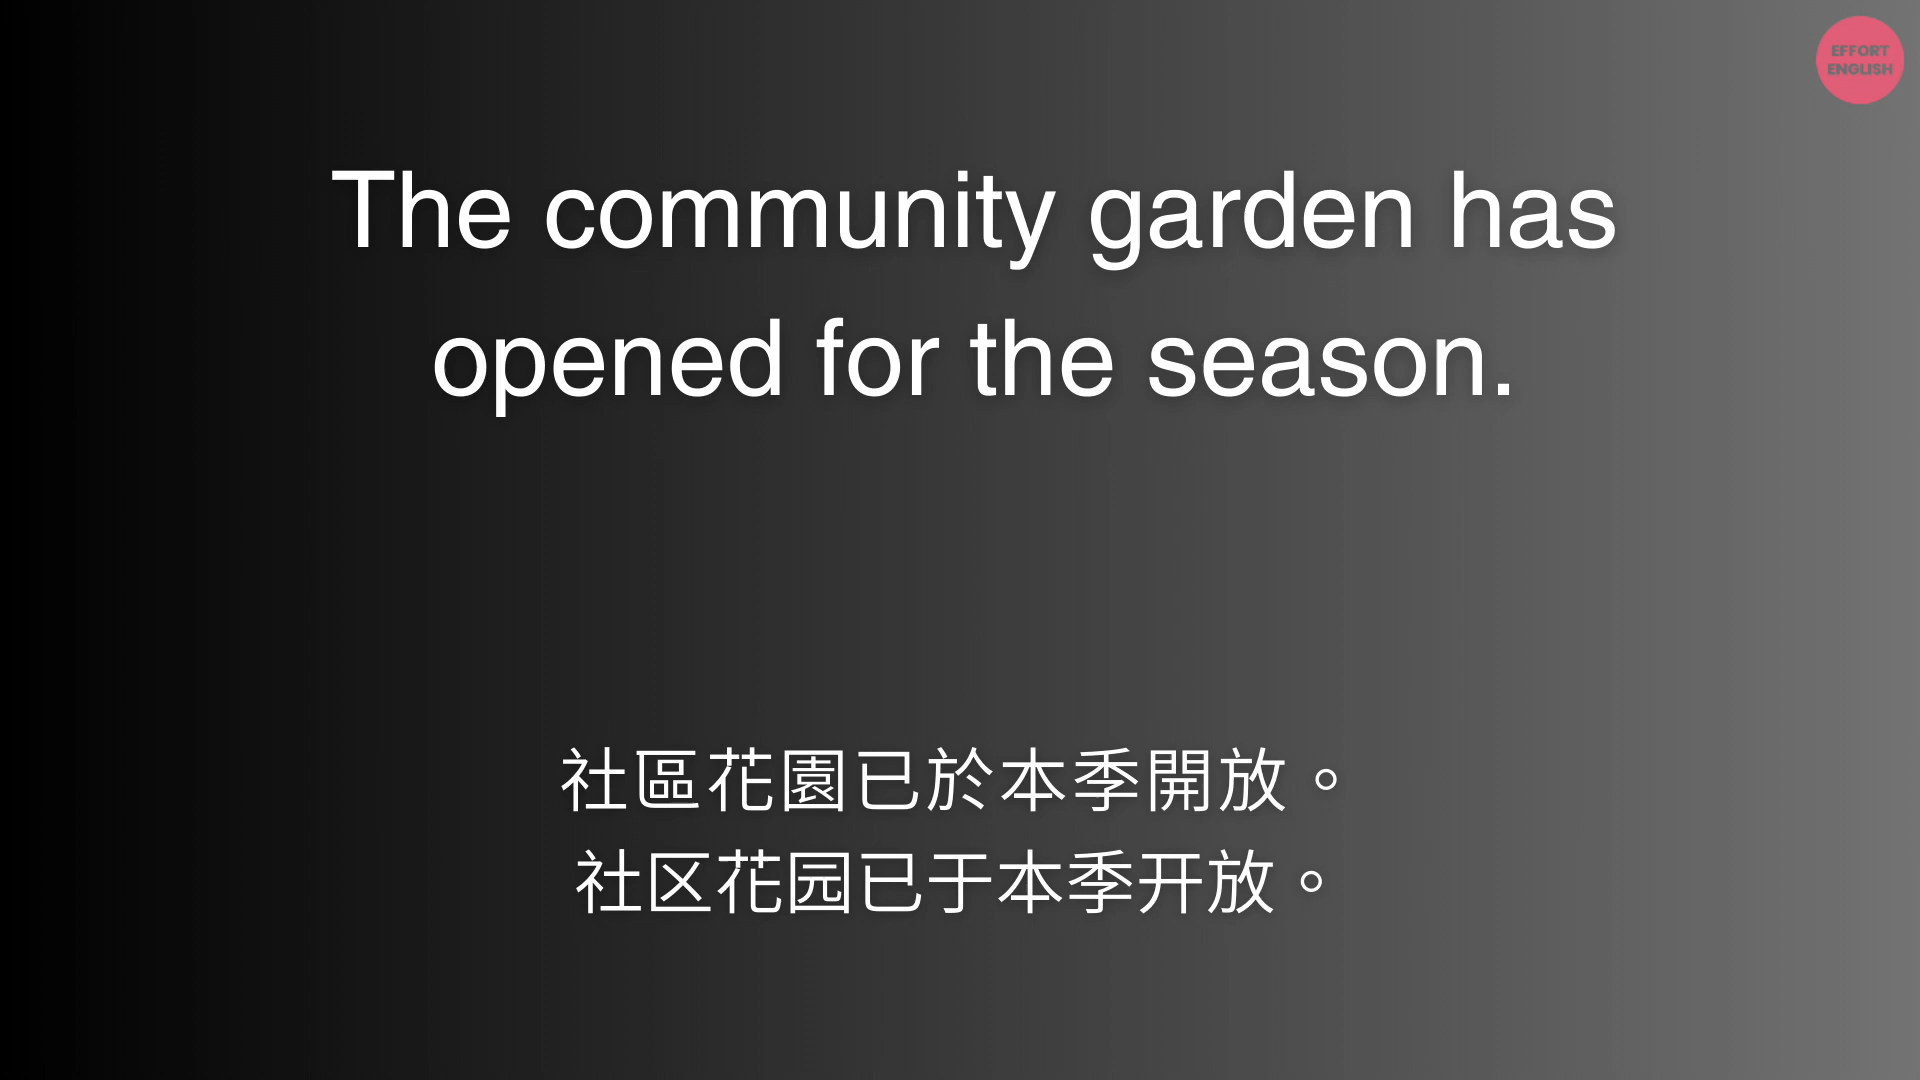 EFFORT
ENGLISH
The community garden has
opened for the season.
社區花園已於本季開放。
社区花园已于本季开放。